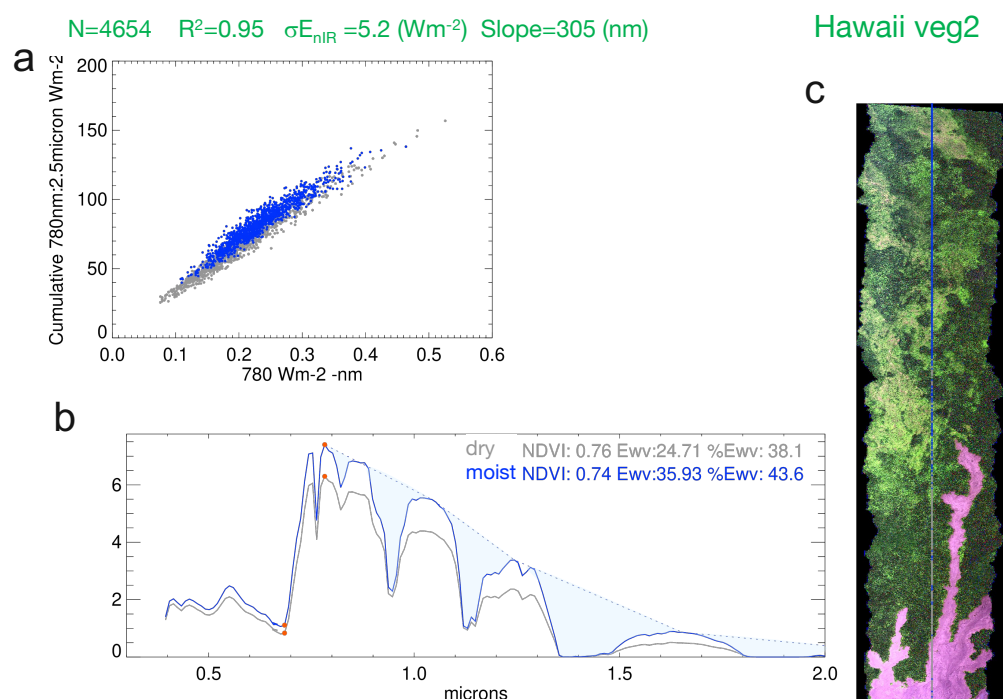 N=4654 R²=0.95 σEnIR =5.2 (Wm-2) Slope=305 (nm)
Hawaii veg2
a
Cumulative 780nm:2.5micron Wm-2
200
150
100
50
0
0.0 0.1 0.2 0.3 0.4 0.5 0.6
780 Wm-2 -nm
c
b
dry NDVI: 0.76 Ewv:24.71 %Ewv: 38.1
moist NDVI: 0.74 Ewv:35.93 %Ewv: 43.6
6
4
2
0
0.5 1.0 1.5 2.0
microns